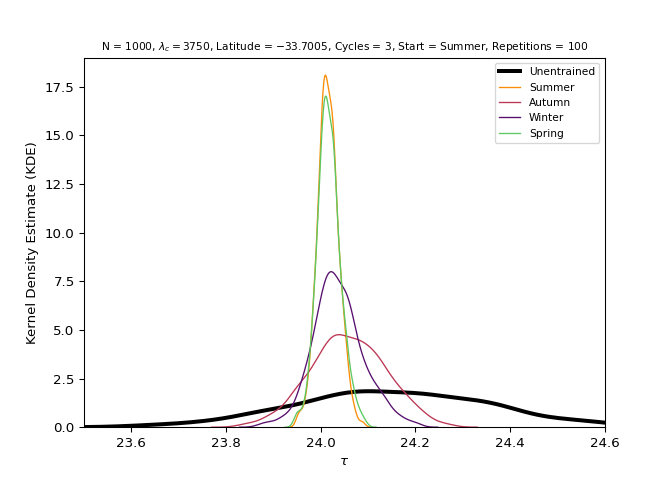 N = 1000, λc = 3750, Latitude = −33.7005, Cycles = 3, Start = Summer, Repetitions = 100
Kernel Density Estimate (KDE)
17.5
15.0
12.5
10.0
7.5
5.0
2.5
0.0
Unentrained
Summer
Autumn
Winter
Spring
23.6 23.8 24.0 24.2 24.4 24.6
τ